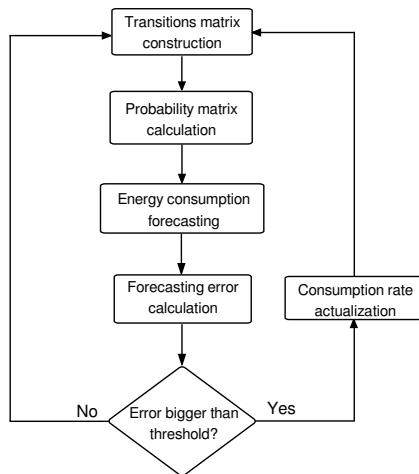 Transitions matrix
construction
Probability matrix
calculation
Energy consumption
forecasting
Forecasting error
calculation
Consumption rate
actualization
No
Error bigger than
threshold?
Yes